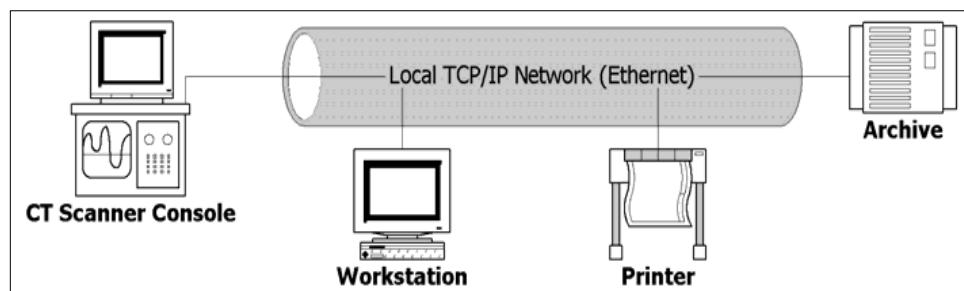 Local TCP/IP Network (Ethernet)
Archive
CT Scanner Console
Workstation
Printer